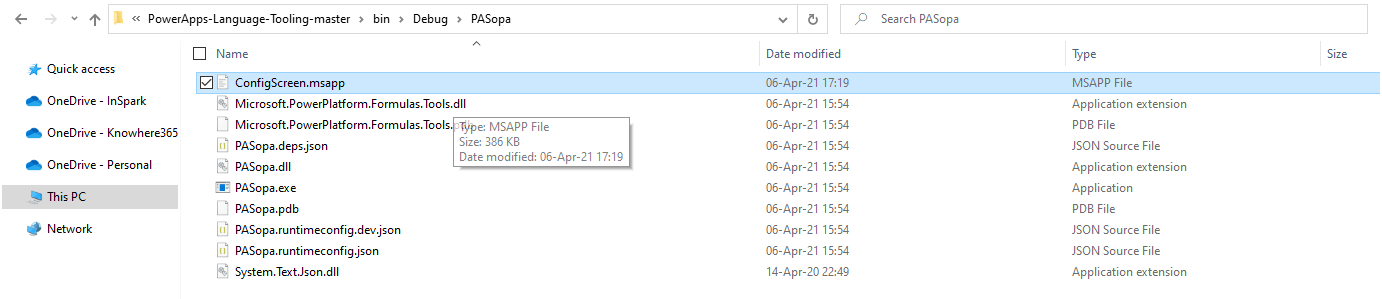 « PowerApps-Language-Tooling-master › bin › Debug › PASopa
Search PASopa
Quick access
OneDrive - InSpark
OneDrive - Knowhere365
OneDrive - Personal
This PC
Network
Name Date modified Type Size
ConfigScreen.msapp 06-Apr-21 17:19 MSAPP File
Microsoft.PowerPlatform.Formulas.Tools.dll 06-Apr-21 15:54 Application extension
Microsoft.PowerPlatform.Formulas.Tools.pdb 06-Apr-21 15:54 PDB File
PASopa.deps.json 06-Apr-21 15:54 JSON Source File
PASopa.dll 06-Apr-21 15:54 Application extension
PASopa.exe 06-Apr-21 15:54 Application
PASopa.pdb 06-Apr-21 15:54 PDB File
PASopa.runtimeconfig.dev.json 06-Apr-21 15:54 JSON Source File
PASopa.runtimeconfig.json 06-Apr-21 15:54 JSON Source File
System.Text.Json.dll 14-Apr-20 22:49 Application extension
Type: MSAPP File
Size: 386 KB
Date modified: 06-Apr-21 17:19